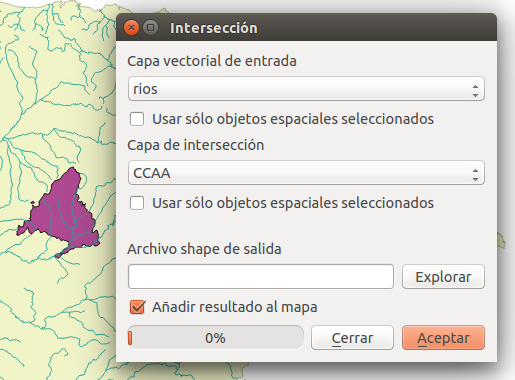 Intersección
Capa vectorial de entrada
rios
Usar sólo objetos espaciales seleccionados
Capa de intersección
CCAA
Usar sólo objetos espaciales seleccionados
Archivo shape de salida
Explorar
Añadir resultado al mapa
0%
Cerrar
Aceptar